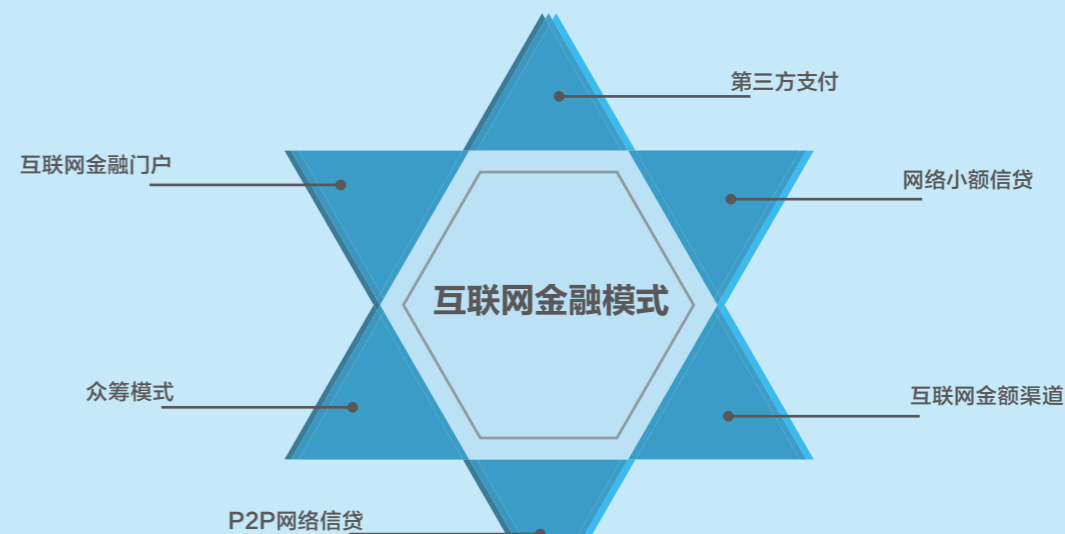 第三方支付
互联网金融门户
网络小额信贷
互联网金融模式
众筹模式
互联网金额渠道
P2P网络信贷